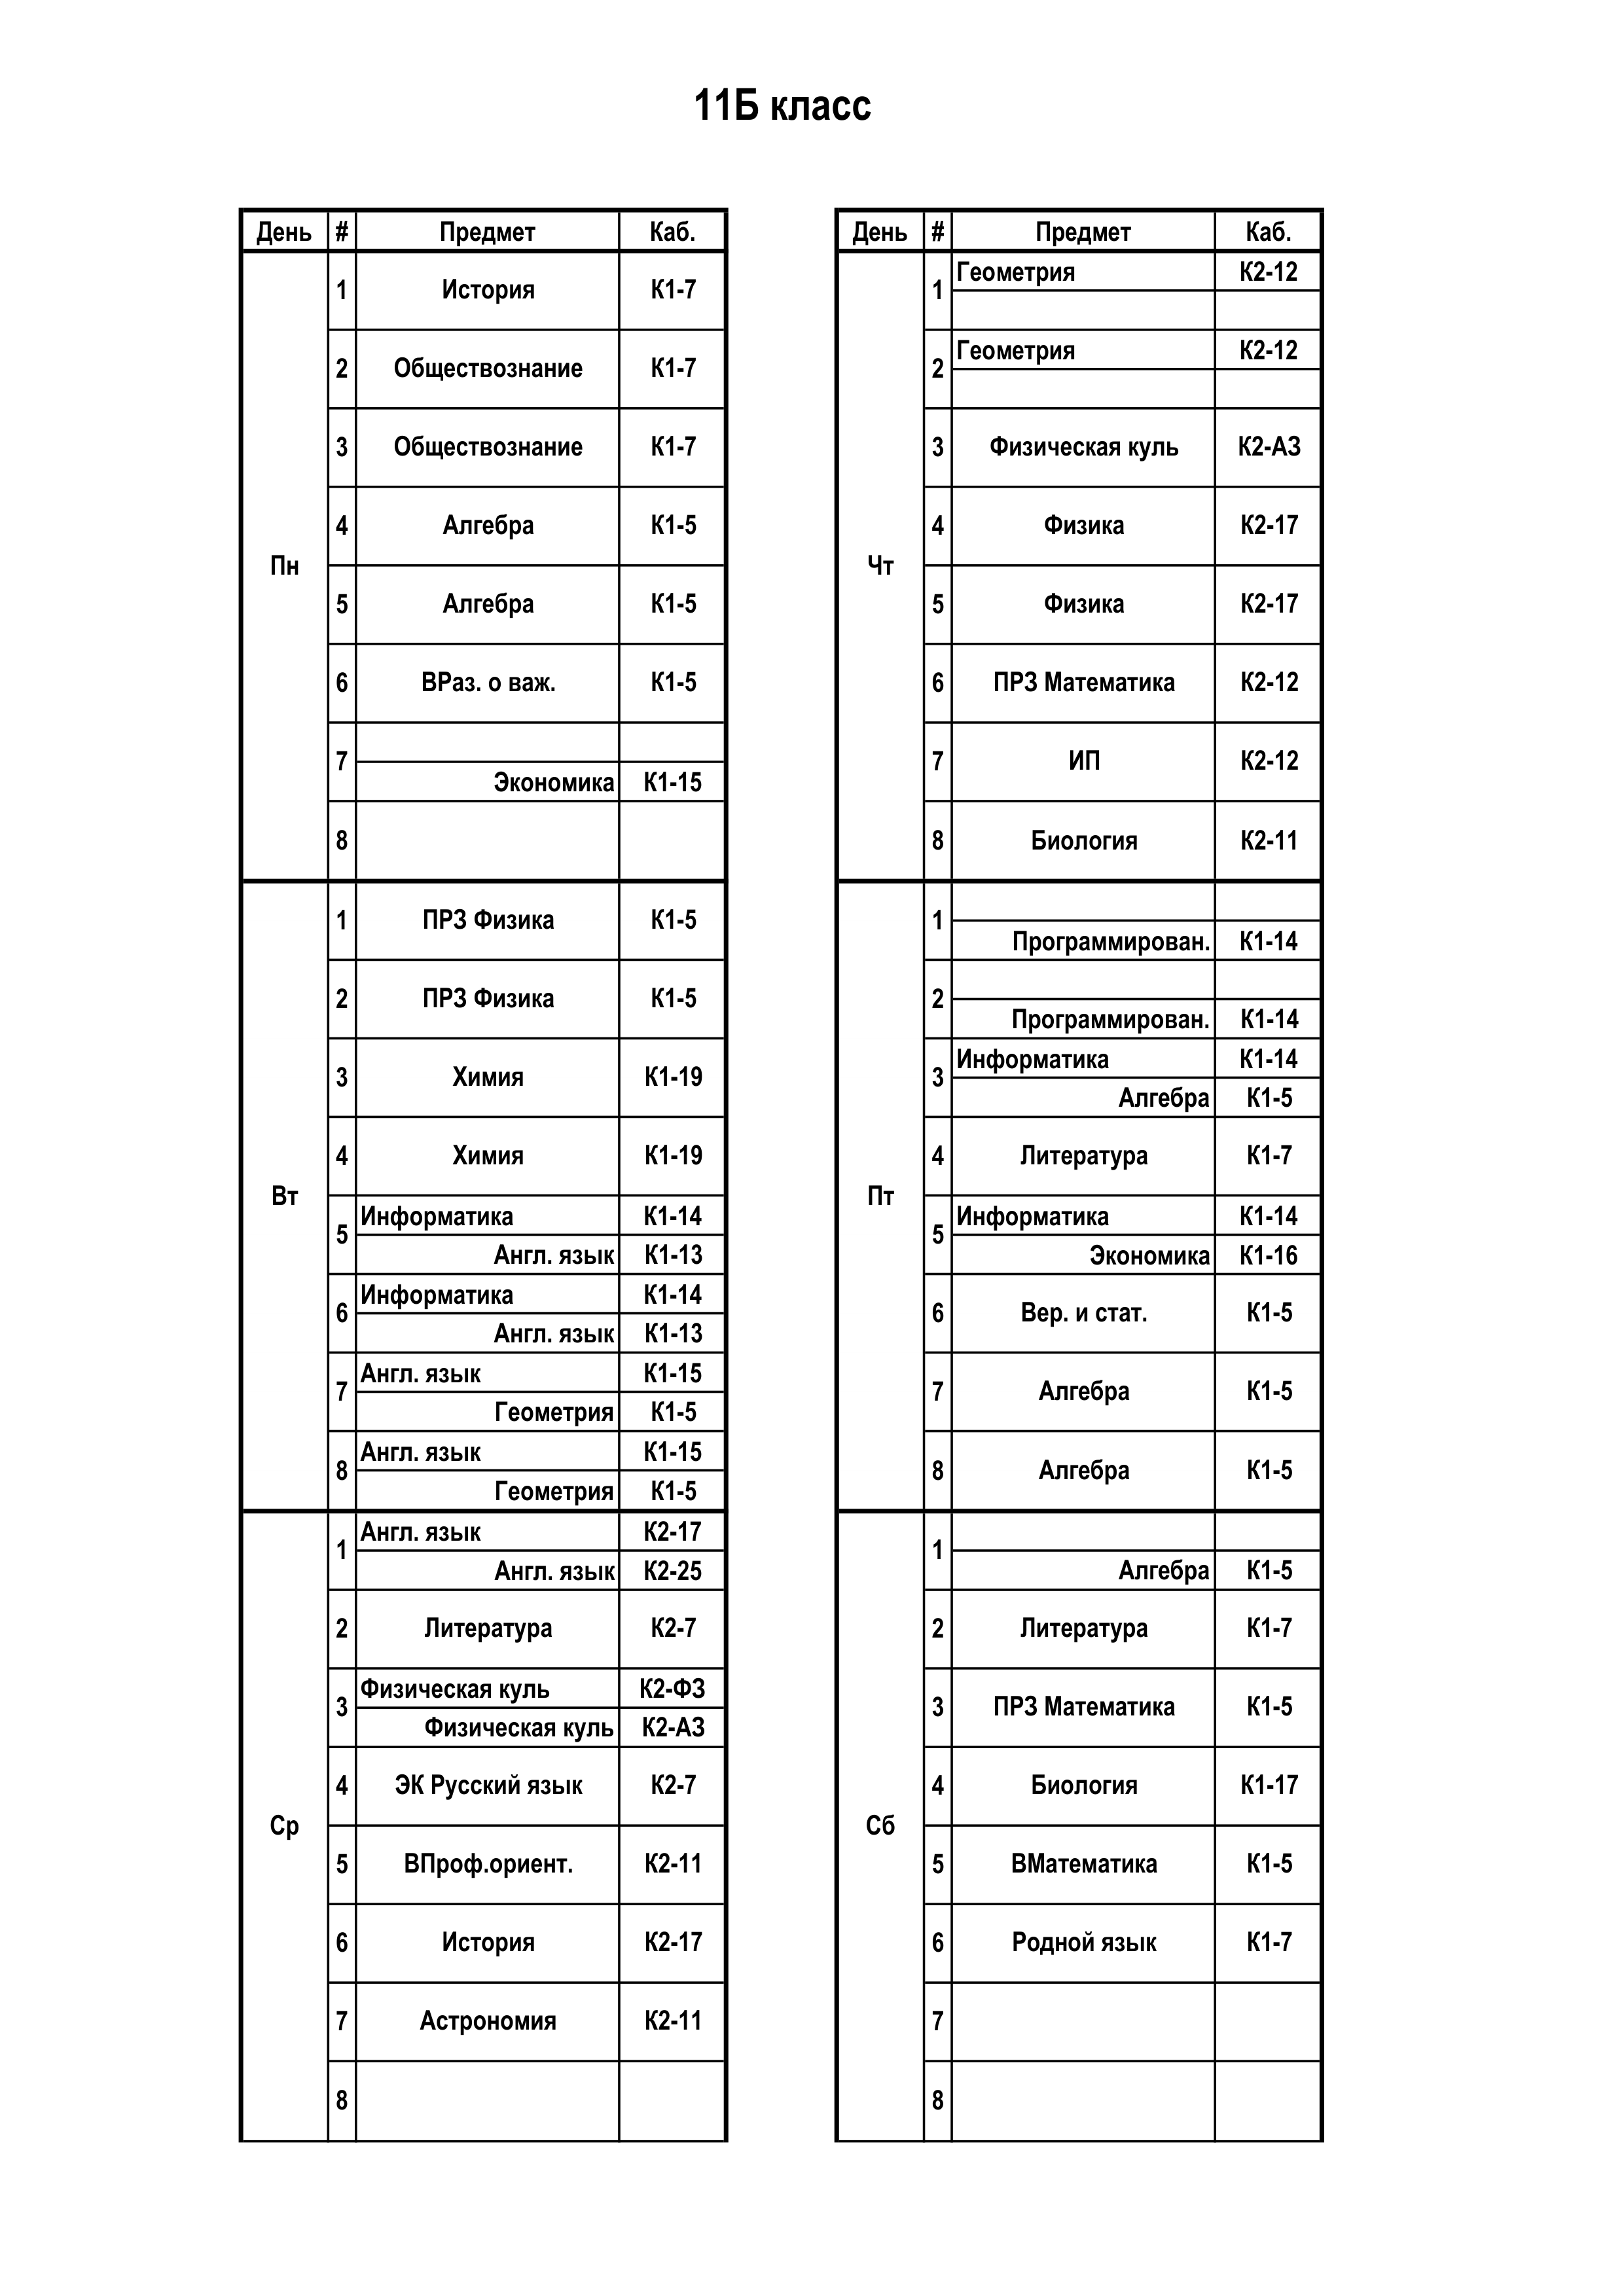 11Б класс
День # Предмет Каб.
Пн
1 История К1-7
2 Обществознание К1-7
3 Обществознание К1-7
4 Алгебра К1-5
5 Алгебра К1-5
6 ВРаз. о важ. К1-5
7
Экономика К1-15
8
Вт
1 ПРЗ Физика К1-5
2 ПРЗ Физика К1-5
3 Химия К1-19
4 Химия К1-19
5 Информатика К1-14
Англ. язык К1-13
6 Информатика К1-14
Англ. язык К1-13
7 Англ. язык К1-15
Геометрия К1-5
8 Англ. язык К1-15
Геометрия К1-5
Ср
1 Англ. язык К2-17
Англ. язык К2-25
2 Литература К2-7
3 Физическая куль К2-ФЗ
Физическая куль К2-АЗ
4 ЭК Русский язык К2-7
5 ВПроф.ориент. К2-11
6 История К2-17
7 Астрономия К2-11
8
День # Предмет Каб.
Чт
1 Геометрия К2-12
2 Геометрия К2-12
3 Физическая куль К2-АЗ
4 Физика К2-17
5 Физика К2-17
6 ПРЗ Математика К2-12
7 ИП К2-12
8 Биология К2-11
Пт
1
Программирован. К1-14
2
Программирован. К1-14
3 Информатика К1-14
Алгебра К1-5
4 Литература К1-7
5 Информатика К1-14
Экономика К1-16
6 Вер. и стат. К1-5
7 Алгебра К1-5
8 Алгебра К1-5
Сб
1
Алгебра К1-5
2 Литература К1-7
3 ПРЗ Математика К1-5
4 Биология К1-17
5 ВМатематика К1-5
6 Родной язык К1-7
7
8